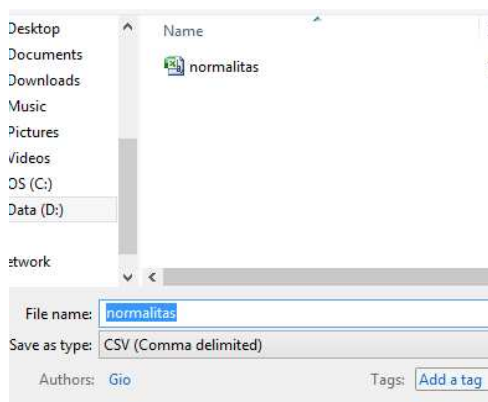 Desktop
Documents
Downloads
Music
Pictures
Videos
OS (C:)
Data (D:)
etwork
Name
normalitas
File name: normalitas
Save as type: CSV (Comma delimited)
Authors: Gio Tags: Add a tag